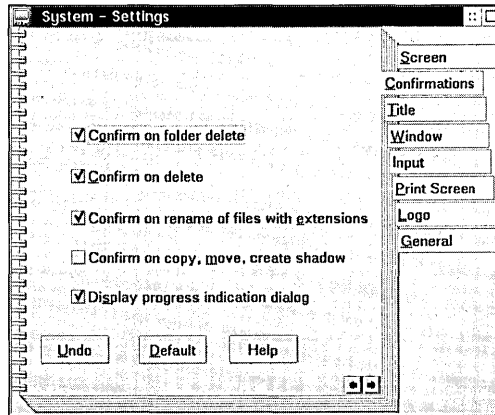 System – Settings
Screen
Confirmations
Title
Window
Input
Print Screen
Logo
General
Confirm on folder delete
Confirm on delete
Confirm on rename of files with extensions
Confirm on copy, move, create shadow
Display progress indication dialog
Undo
Default
Help